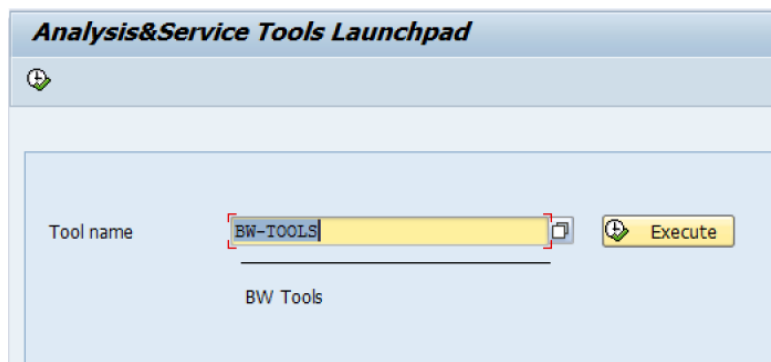 Analysis&Service Tools Launchpad
Tool name BW-TOOLS Execute
BW Tools